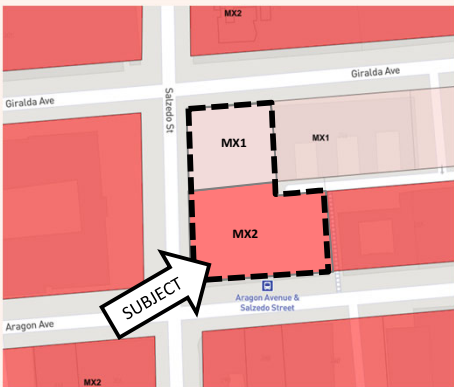 MX2
Giralda Ave
Giralda Ave
Salzedo St
MX1
MX1
MX2
SUBJECT
Aragon Avenue &
Salzedo Street
Aragon Ave
MX2